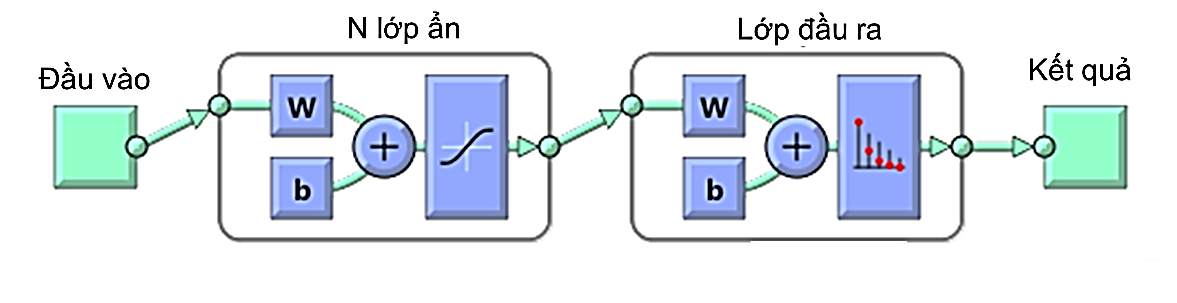 N lớp ẩn
Lớp đầu ra
Đầu vào
Kết quả
W
b
+
W
b
+